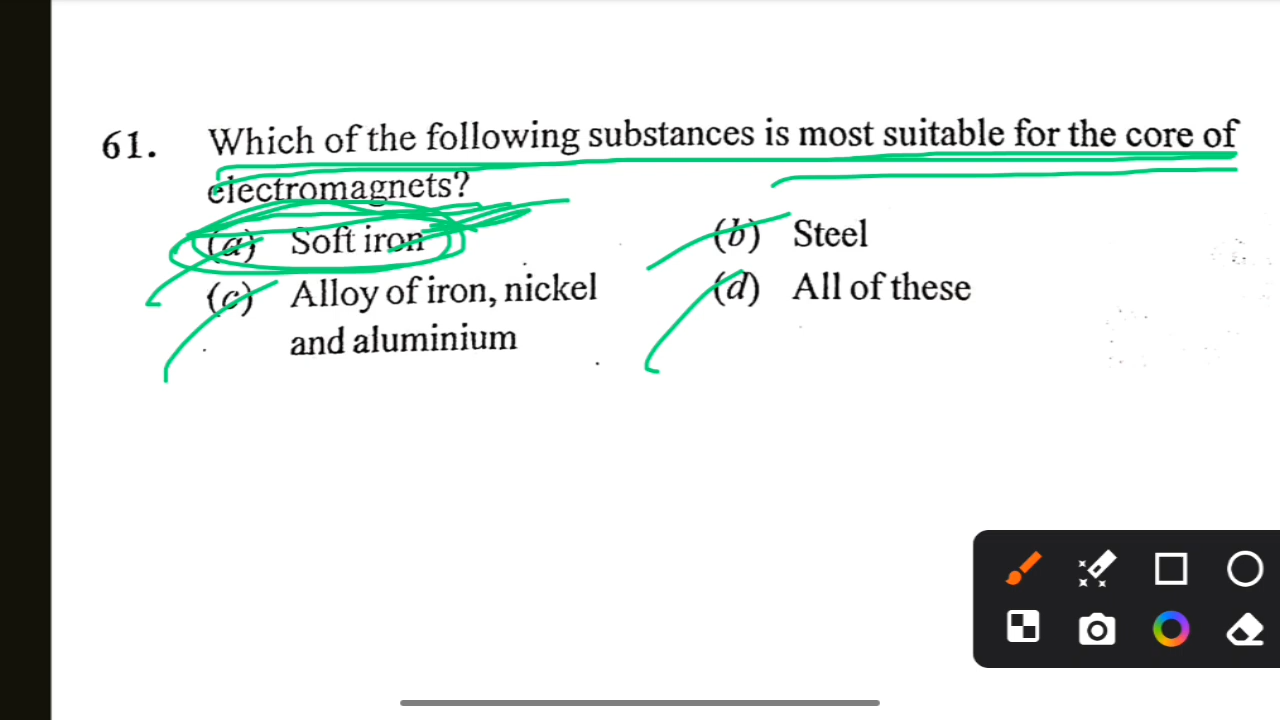 61. Which of the following substances is most suitable for the core of
electromagnets?
(a) Soft iron (b) Steel
(c) Alloy of iron, nickel (d) All of these
and aluminium